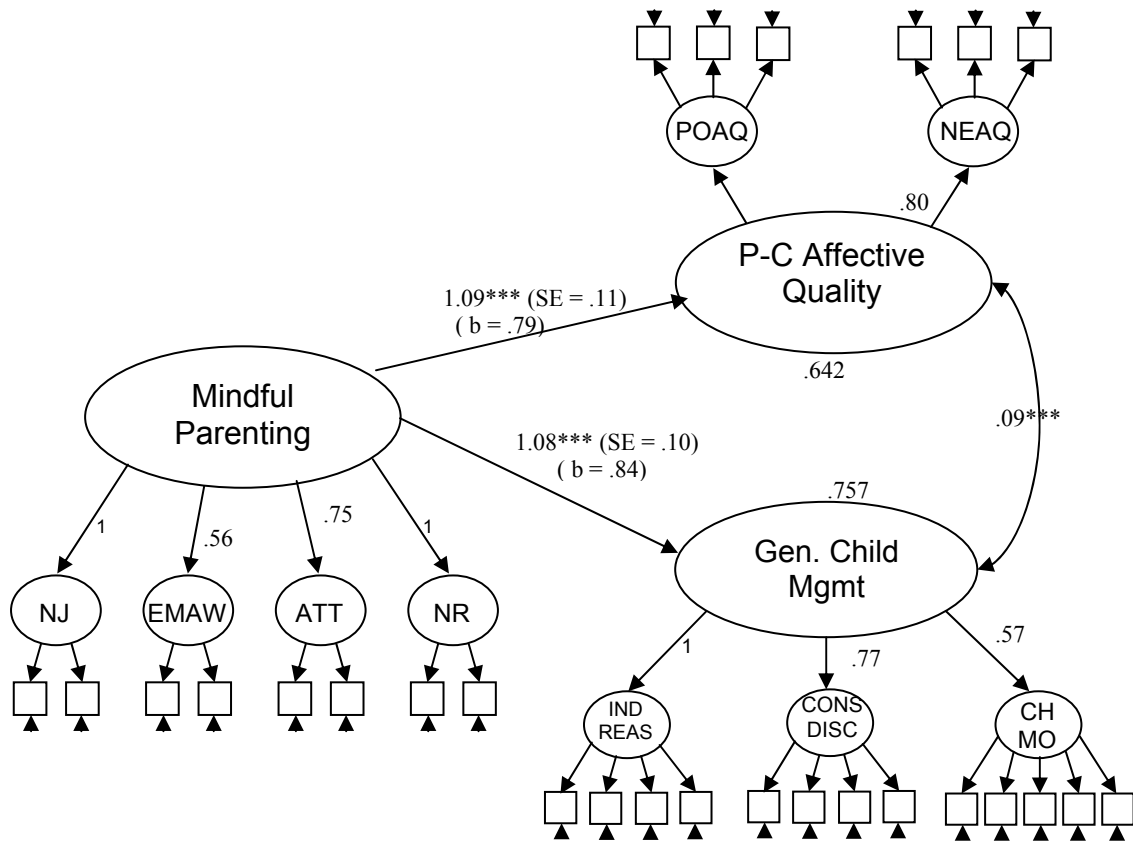 POAQ
NEAQ
.80
P-C Affective
Quality
1.09*** (SE = .11)
( b = .79)
.642
Mindful
Parenting
.09***
1.08*** (SE = .10)
( b = .84)
.757
1
.56
.75
1
Gen. Child
Mgmt
NJ
EMAW
ATT
NR
1
.77
.57
IND
REAS
CONS
DISC
CH
MO